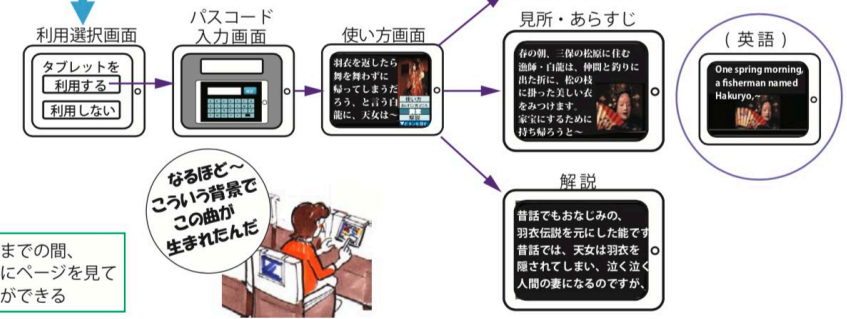 利用選択画面
タブレットを
利用する
利用しない
パスコード
入力画面
使い方画面
羽衣を返したら
舞を舞わずに
帰ってしまうだ
ろう、と言う白
龍に、天女は～
使い方
解説
見所・あらすじ
春の朝、三保の松原に住む
漁師・白龍は、仲間と釣りに
出た折に、松の枝
に掛った美しい衣
をみつけます。
家宝にするために
持ち帰ろうと～
(英語)
One spring morning,
a fisherman named
Hakuryo,~
解説
昔話でもおなじみの、
羽衣伝説を元にした能です
昔話では、天女は羽衣を
隠されてしまい、泣く泣く
人間の妻になるのですが、
なるほど～
こういう背景で
この曲が
生まれたんだ
までの間、
にページを見て
ができる